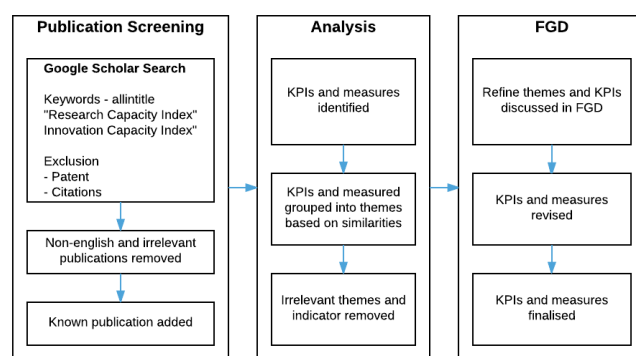 Publication Screening
Google Scholar Search
Keywords - allintitle
"Research Capacity Index"
Innovation Capacity Index"
Exclusion
- Patent
- Citations
Non-english and irrelevant
publications removed
Known publication added
Analysis
KPIs and measures
identified
KPIs and measured
grouped into themes
based on similarities
Irrelevant themes and
indicator removed
FGD
Refine themes and KPIs
discussed in FGD
KPIs and measures
revised
KPIs and measures
finalised